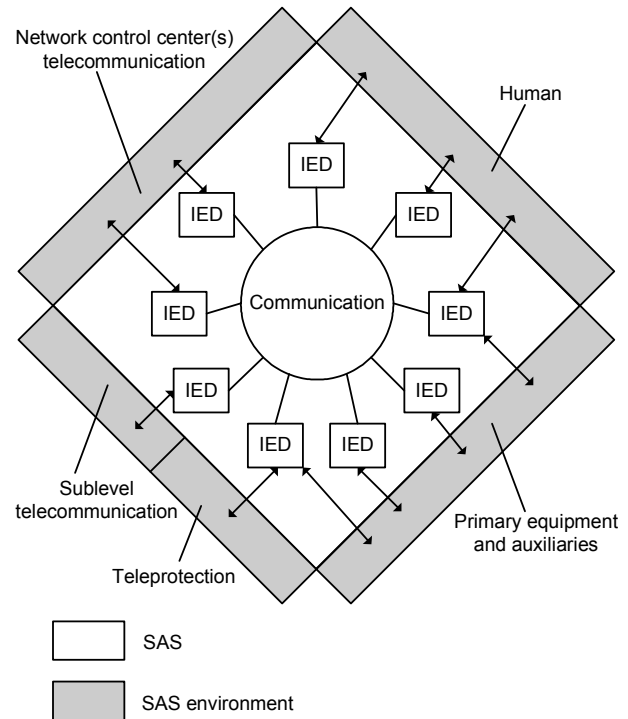 Network control center(s)
telecommunication
Human
IED
IED
IED
Communication
IED
IED
IED
IED
IED
IED
Sublevel
telecommunication
Teleprotection
Primary equipment
and auxiliaries
SAS
SAS environment